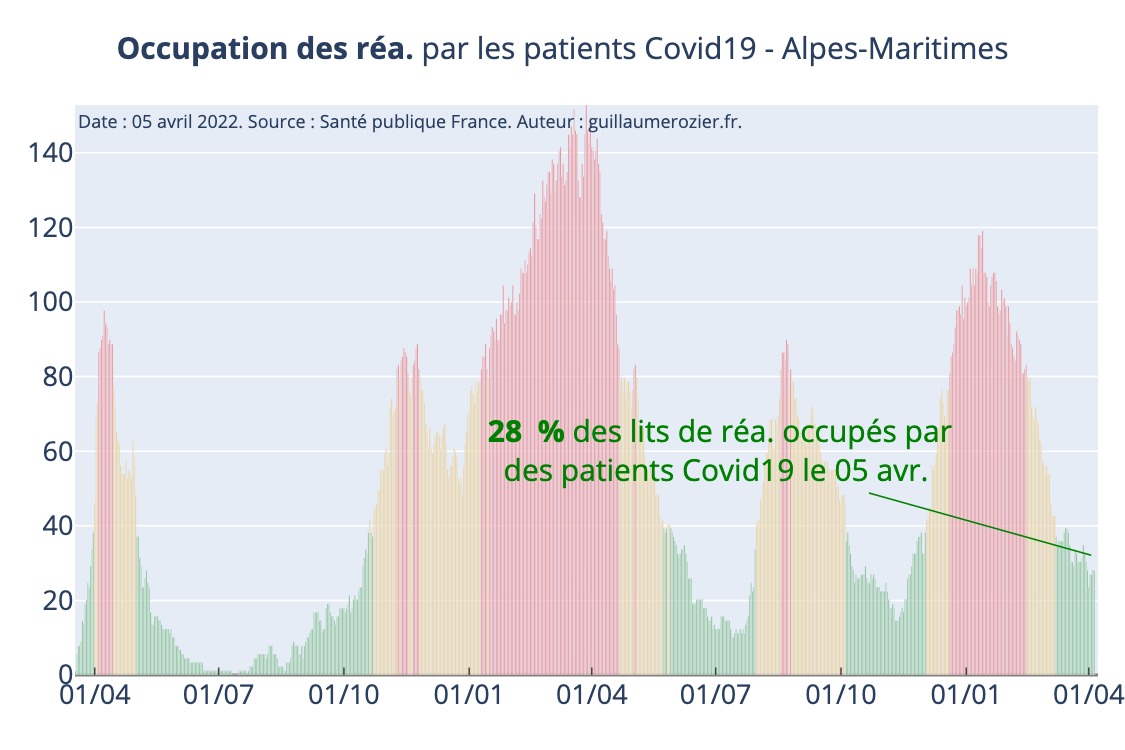 Occupation des réa. par les patients Covid19 - Alpes-Maritimes
Date : 05 avril 2022. Source : Santé publique France. Auteur : guillaumerozier.fr.
140
120
100
80
60
40
20
0
28 % des lits de réa. occupés par
des patients Covid19 le 05 avr.
01/04 01/07 01/10 01/01 01/04 01/07 01/10 01/01 01/04